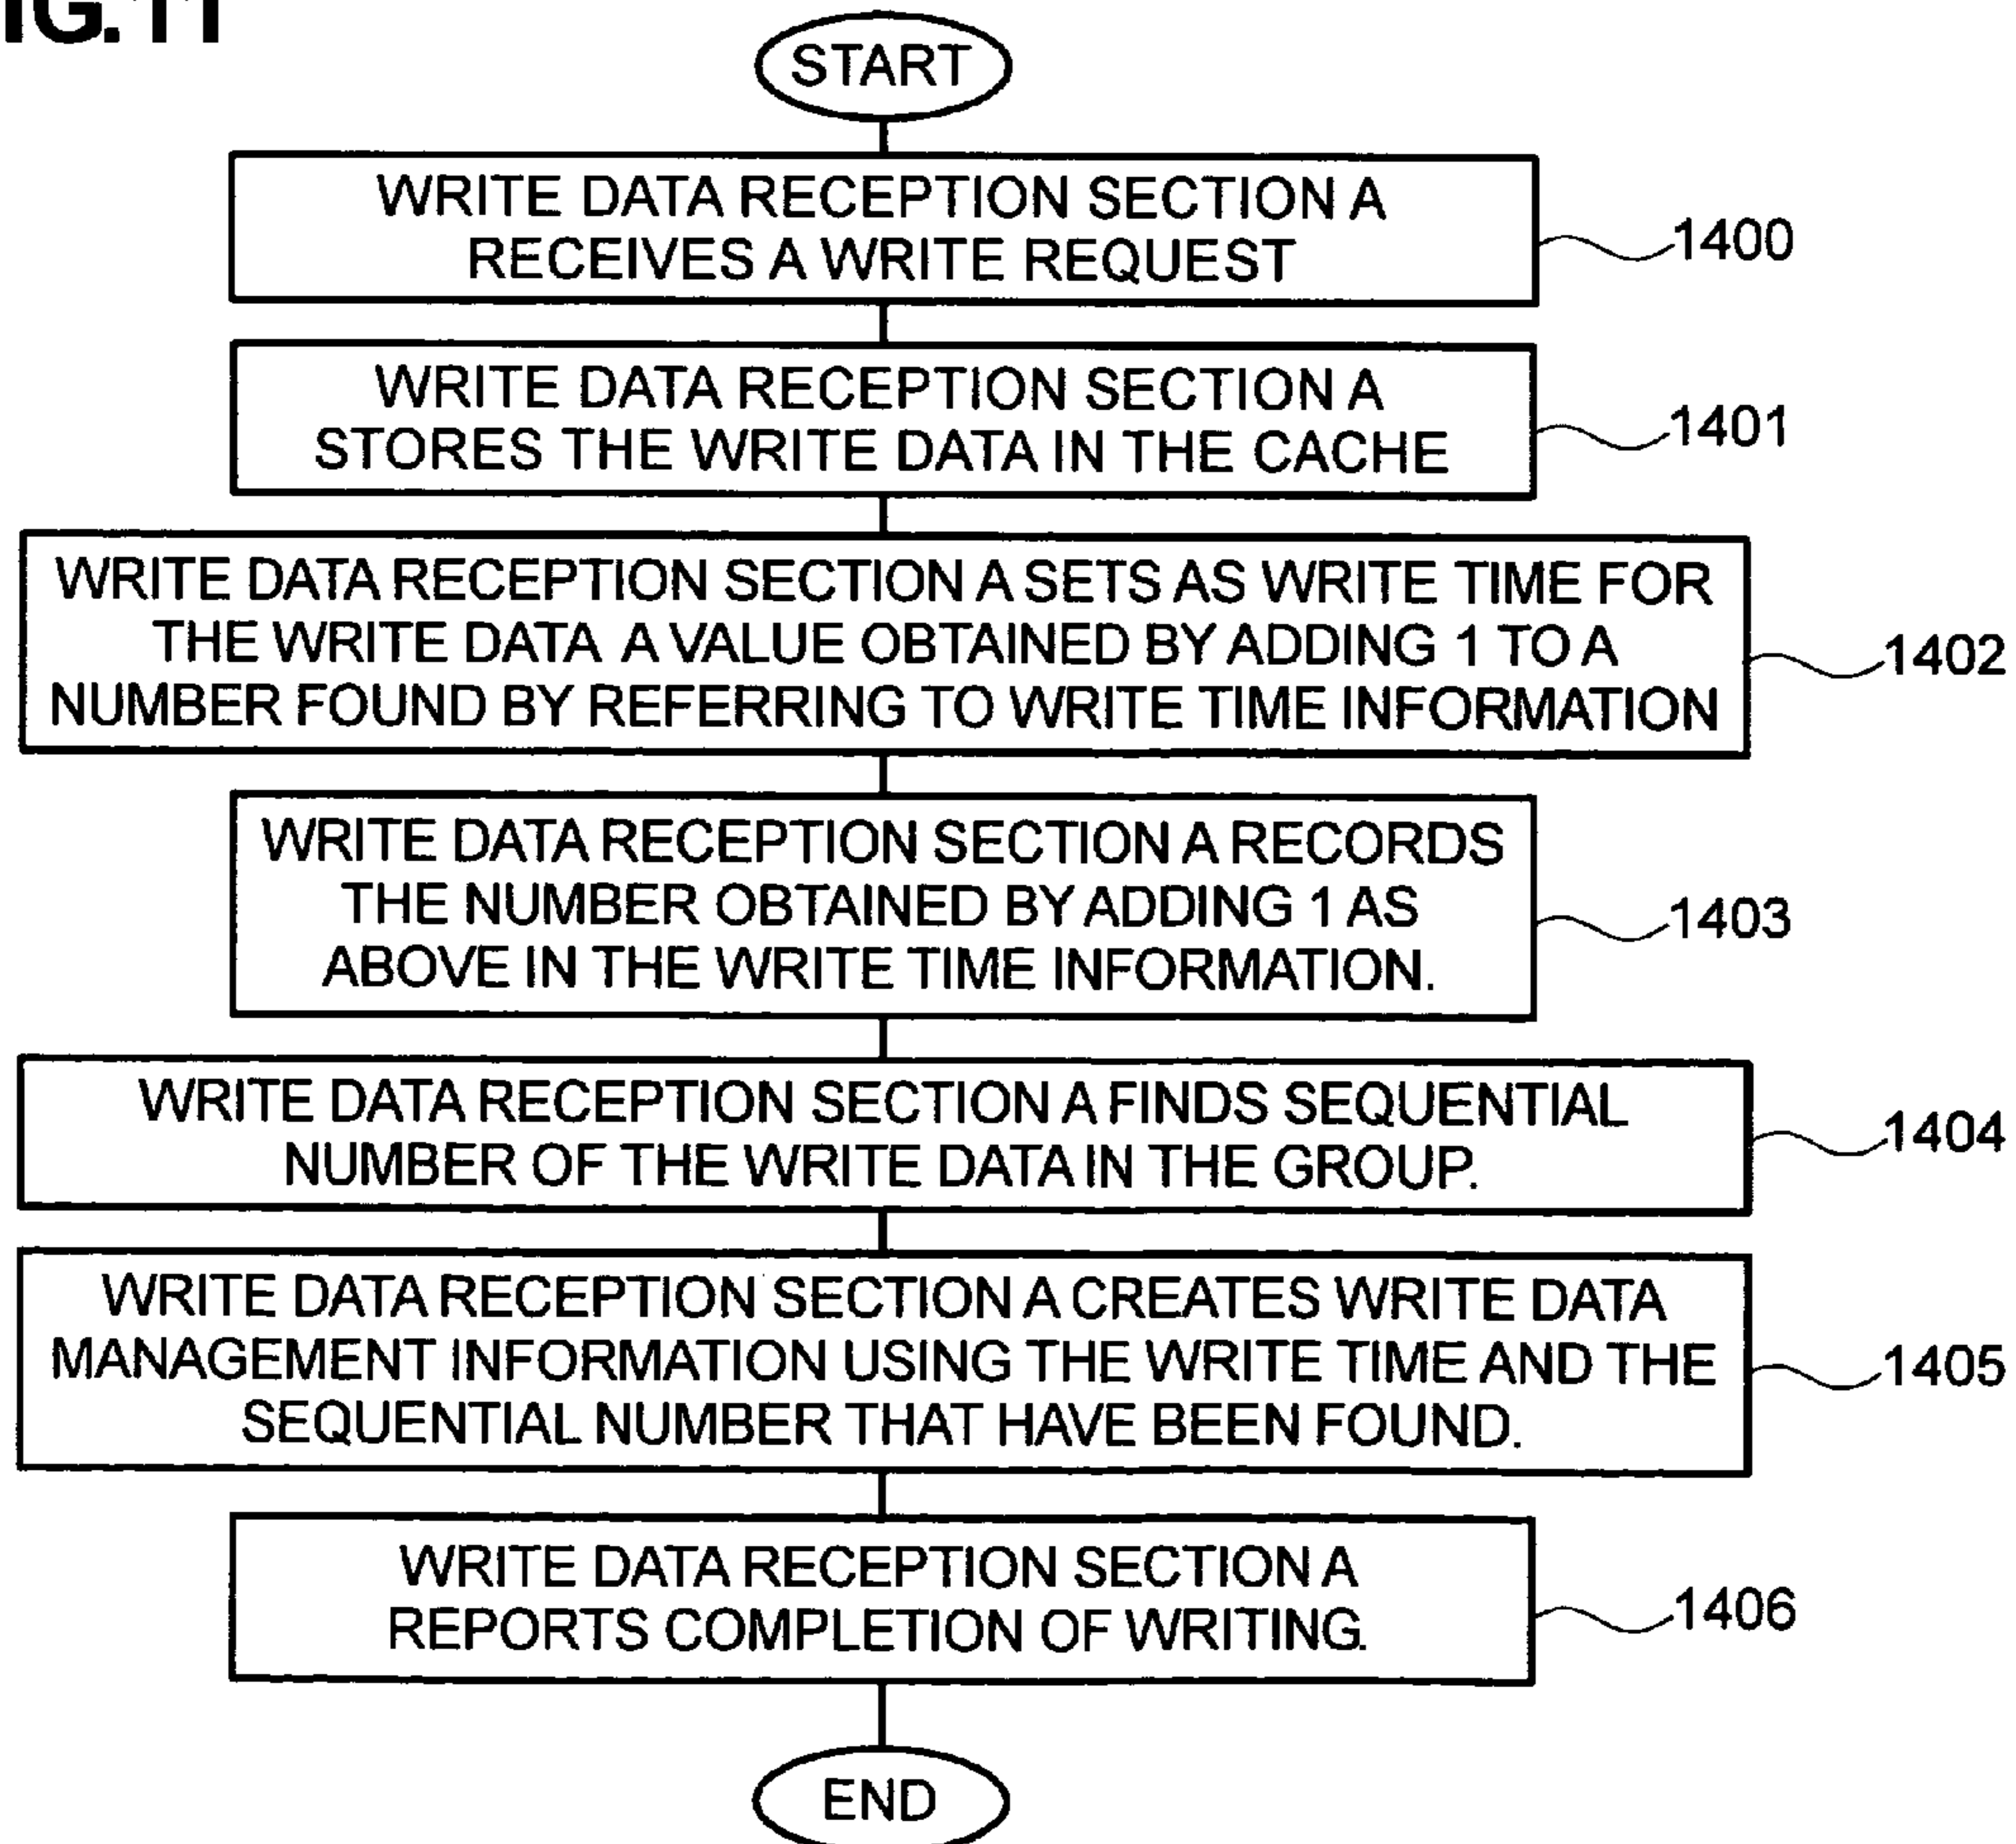 IG.11
START
WRITE DATA RECEPTION SECTION A
RECEIVES A WRITE REQUEST
1400
WRITE DATA RECEPTION SECTION A
STORES THE WRITE DATA IN THE CACHE
1401
WRITE DATA RECEPTION SECTION A SETS AS WRITE TIME FOR
THE WRITE DATA A VALUE OBTAINED BY ADDING 1 TO A
NUMBER FOUND BY REFERRING TO WRITE TIME INFORMATION
1402
WRITE DATA RECEPTION SECTION A RECORDS
THE NUMBER OBTAINED BY ADDING 1 AS
ABOVE IN THE WRITE TIME INFORMATION.
1403
WRITE DATA RECEPTION SECTION A FINDS SEQUENTIAL
NUMBER OF THE WRITE DATA IN THE GROUP.
1404
WRITE DATA RECEPTION SECTION A CREATES WRITE DATA
MANAGEMENT INFORMATION USING THE WRITE TIME AND THE
SEQUENTIAL NUMBER THAT HAVE BEEN FOUND.
1405
WRITE DATA RECEPTION SECTION A
REPORTS COMPLETION OF WRITING.
1406
END